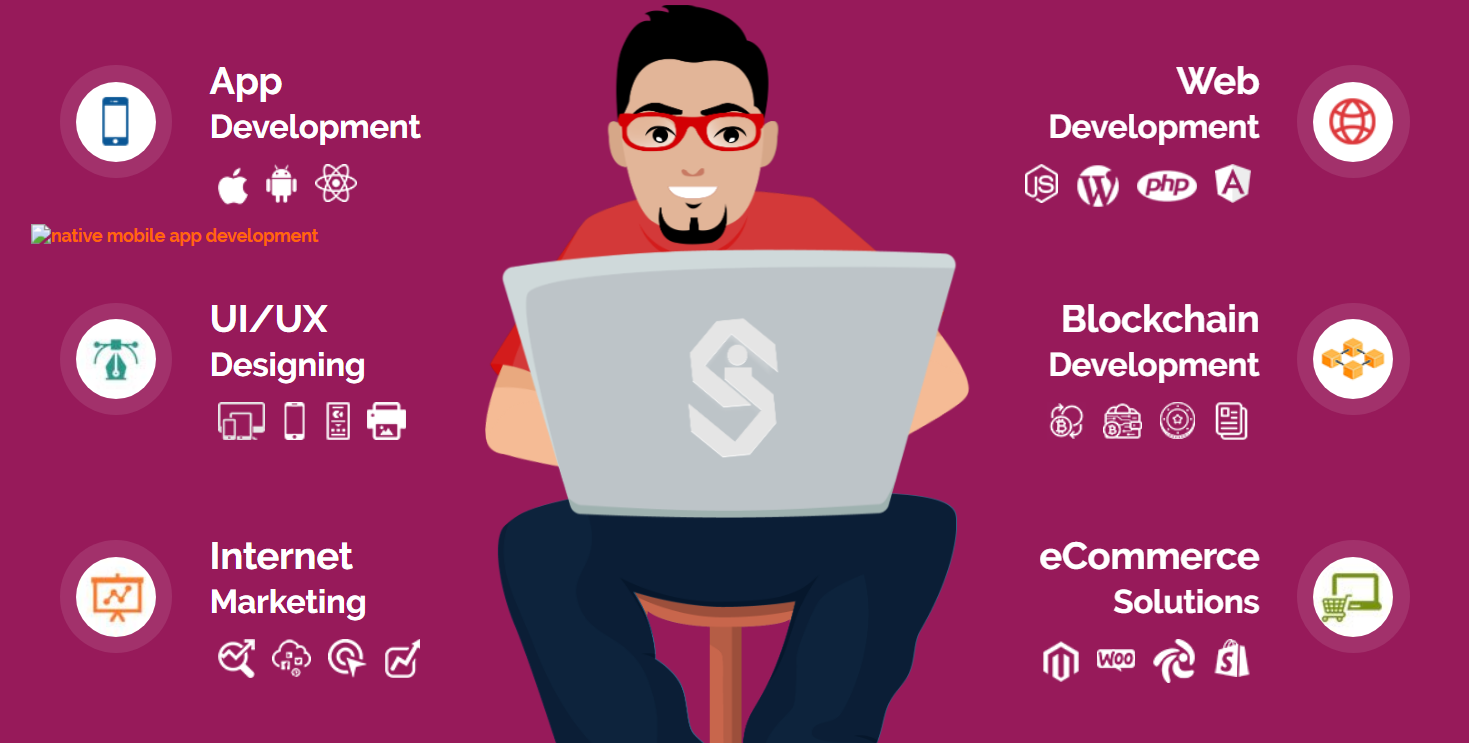 App
Development
native mobile app development
UI/UX
Designing
Internet
Marketing
Web
Development
JS
php
Blockchain
Development
eCommerce
Solutions
WOO